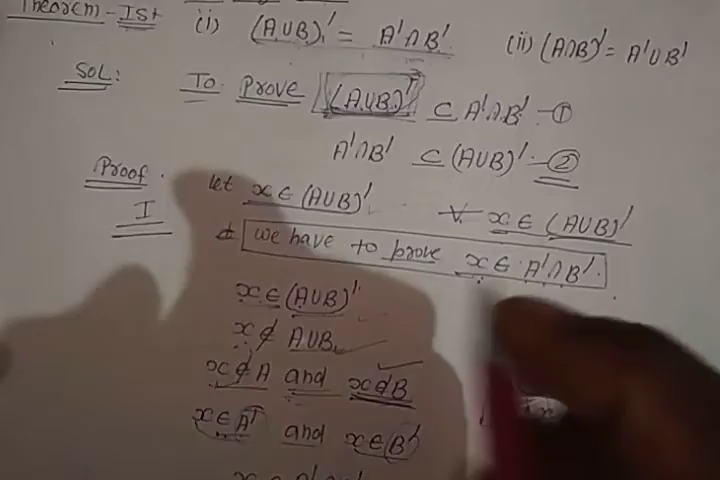 Theorem - Ist (i) (A∪B)' = A'∩B' (ii) (A∩B)' = A'∪B'
Sol: To Prove (A∪B)' ⊂ A'∩B' - ①
A'∩B' ⊂ (A∪B)' - ②
Proof.
I let x ∈ (A∪B)' ∀ x ∈ (A∪B)'
we have to prove x ∈ A'∩B'.
x ∈ (A∪B)'
x ∉ A∪B
x ∉ A and x ∉ B
x ∈ A' and x ∈ B'